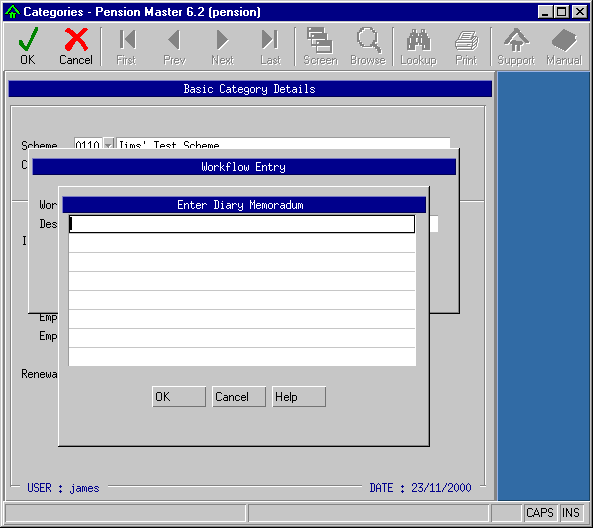 Categories - Pension Master 6.2 (pension)
OK Cancel First Prev Next Last Screen Browse Lookup Print Support Manual
Basic Category Details
Scheme 0110 Jims' Test Scheme
C
Workflow Entry
Wor
Enter Diary Memoradum
Des
I
Emp
Emp
Renewa
OK Cancel Help
USER : james DATE : 23/11/2000
CAPS INS